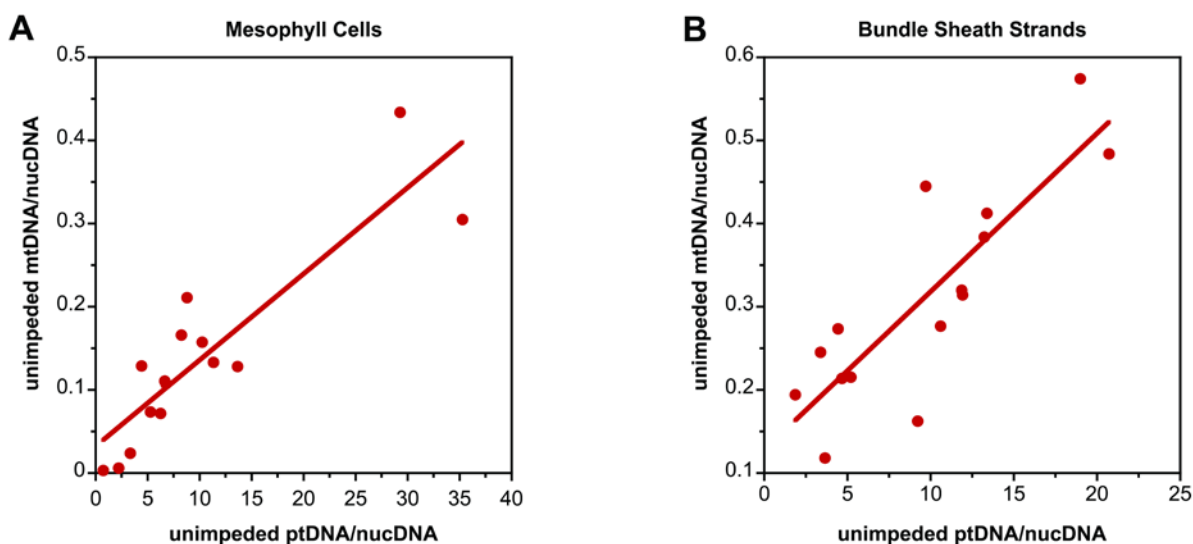 A
Mesophyll Cells
unimpeded mtDNA/nucDNA
0.5
0.4
0.3
0.2
0.1
0
0 5 10 15 20 25 30 35 40
unimpeded ptDNA/nucDNA
B
Bundle Sheath Strands
unimpeded mtDNA/nucDNA
0.6
0.5
0.4
0.3
0.2
0.1
0 5 10 15 20 25
unimpeded ptDNA/nucDNA